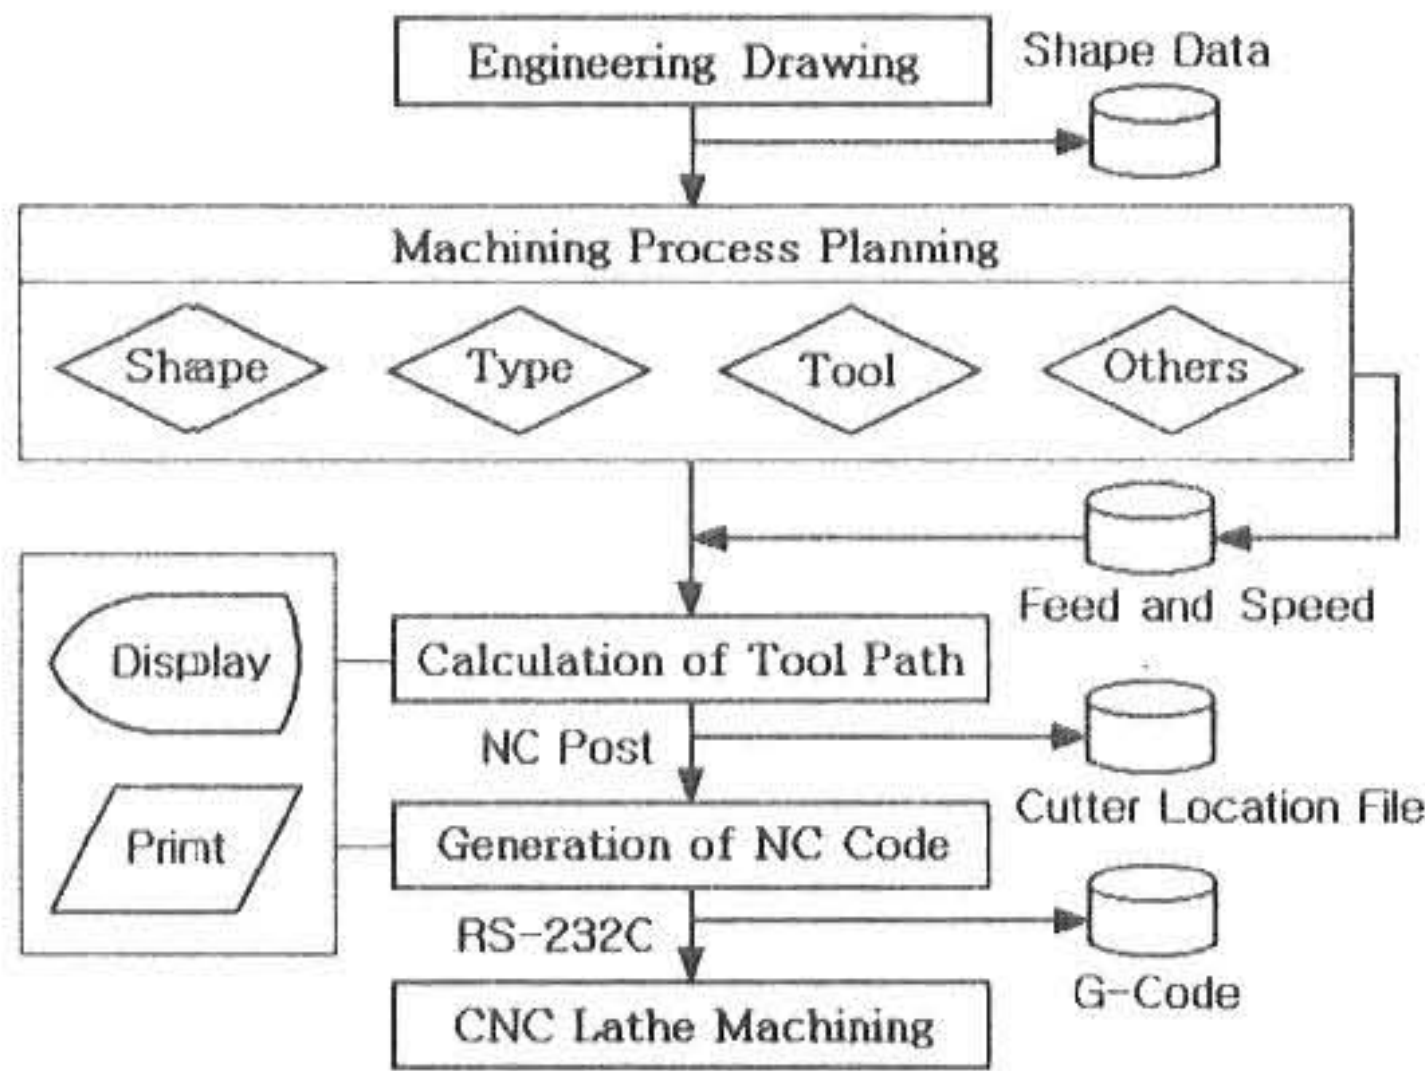 Engineering Drawing
Shape Data
Machining Process Planning
Shape
Type
Tool
Others
Feed and Speed
Display
Calculation of Tool Path
NC Post
Cutter Location File
Print
Generation of NC Code
RS-232C
G-Code
CNC Lathe Machining